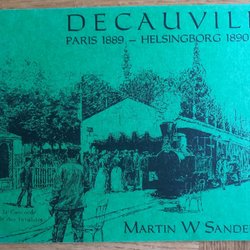 DECAUVIL
PARIS 1889 – HELSINGBORG 1890
MARTIN W SANDE